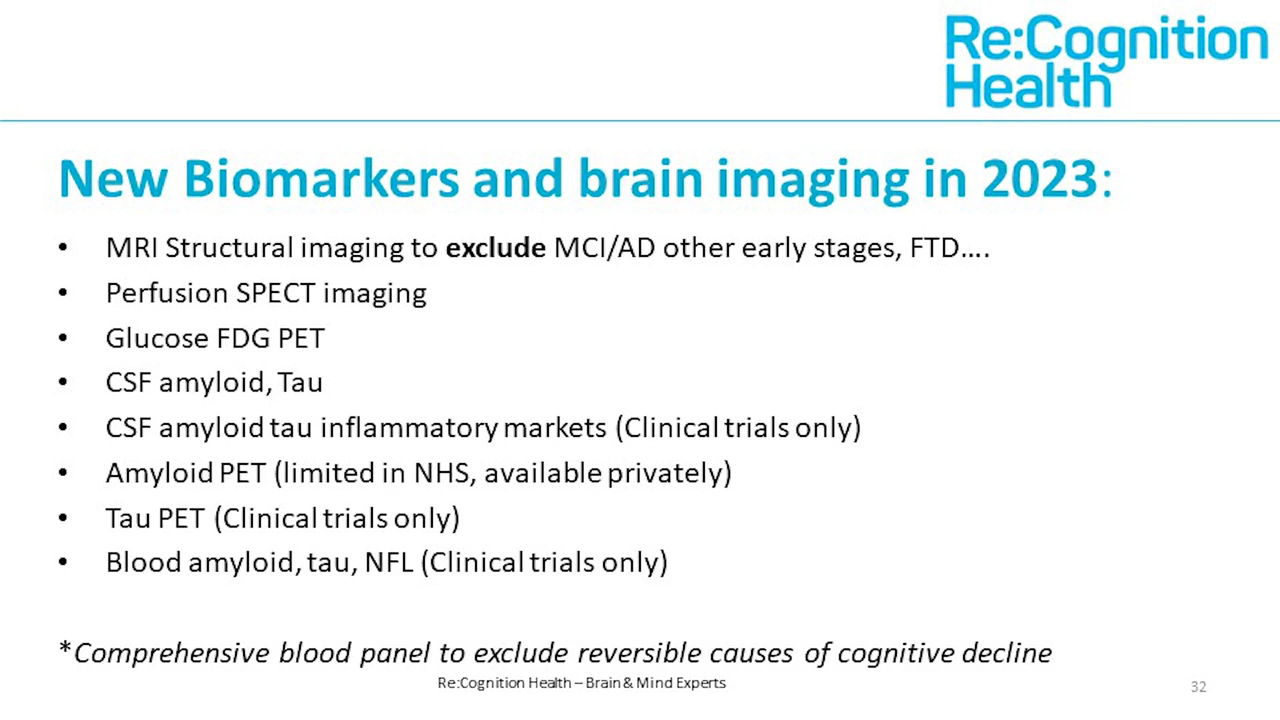 Re:Cognition
Health
New Biomarkers and brain imaging in 2023:
• MRI Structural imaging to exclude MCI/AD other early stages, FTD....
• Perfusion SPECT imaging
• Glucose FDG PET
• CSF amyloid, Tau
• CSF amyloid tau inflammatory markets (Clinical trials only)
• Amyloid PET (limited in NHS, available privately)
• Tau PET (Clinical trials only)
• Blood amyloid, tau, NFL (Clinical trials only)
*Comprehensive blood panel to exclude reversible causes of cognitive decline
Re:Cognition Health – Brain & Mind Experts
32